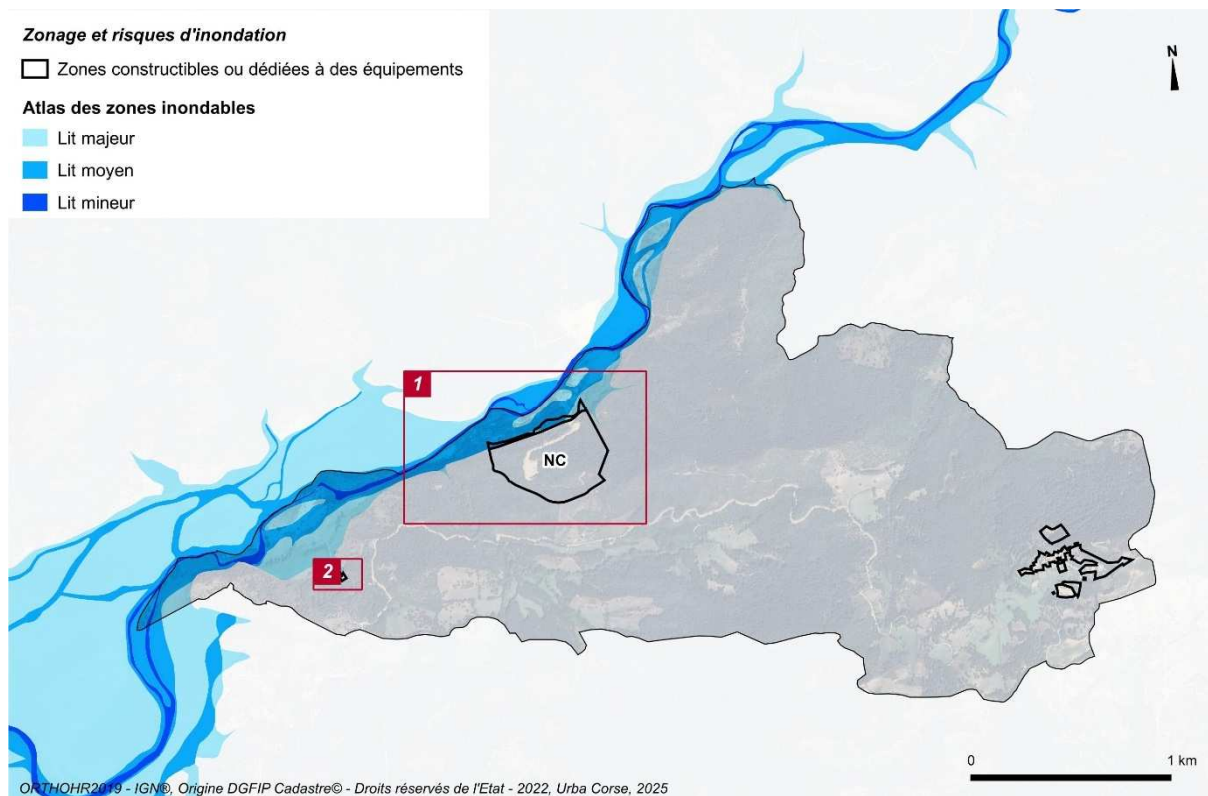 Zonage et risques d'inondation
Zones constructibles ou dédiées à des équipements
Atlas des zones inondables
Lit majeur
Lit moyen
Lit mineur
N
1
NC
2
0 1 km
ORTHOHR2019 - IGN®, Origine DGFIP Cadastre© - Droits réservés de l'Etat - 2022, Urba Corse, 2025